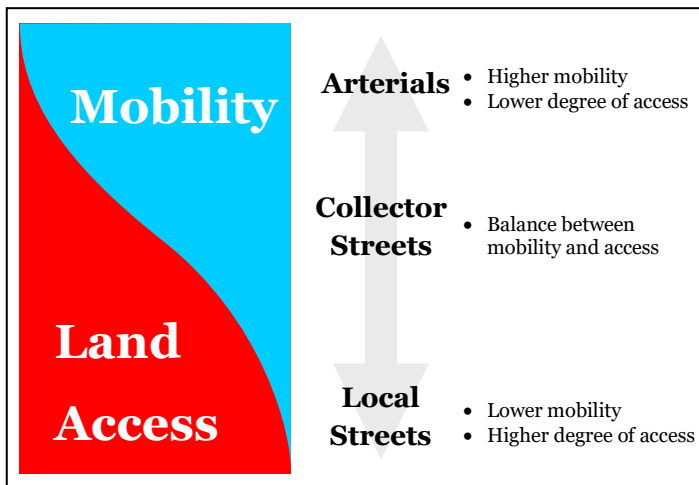 Mobility
Land
Access
Arterials
• Higher mobility
• Lower degree of access
Collector
Streets
• Balance between
mobility and access
Local
Streets
• Lower mobility
• Higher degree of access